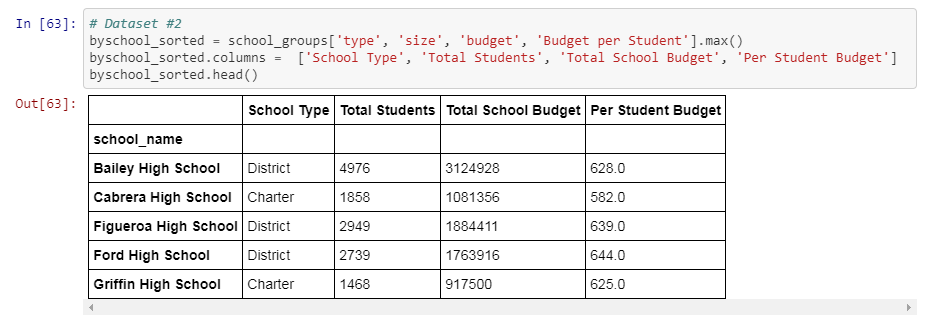 In [63]: # Dataset #2
byschool_sorted = school_groups['type', 'size', 'budget', 'Budget per Student'].max()
byschool_sorted.columns =  ['School Type', 'Total Students', 'Total School Budget', 'Per Student Budget']
byschool_sorted.head()
Out[63]:
School Type Total Students Total School Budget Per Student Budget
school_name
Bailey High School District 4976 3124928 628.0
Cabrera High School Charter 1858 1081356 582.0
Figueroa High School District 2949 1884411 639.0
Ford High School District 2739 1763916 644.0
Griffin High School Charter 1468 917500 625.0